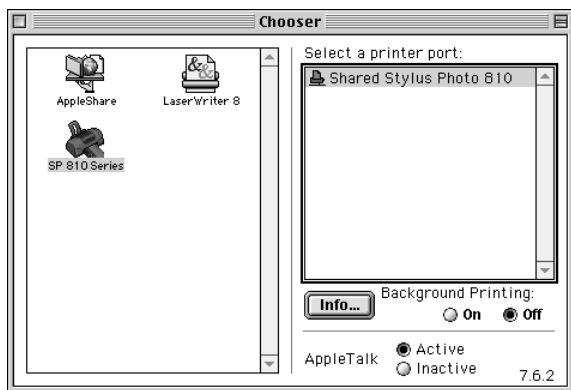 Chooser
AppleShare
LaserWriter 8
SP 810 Series
Select a printer port:
Shared Stylus Photo 810
Info...
Background Printing:
On Off
AppleTalk
Active
Inactive
7.6.2